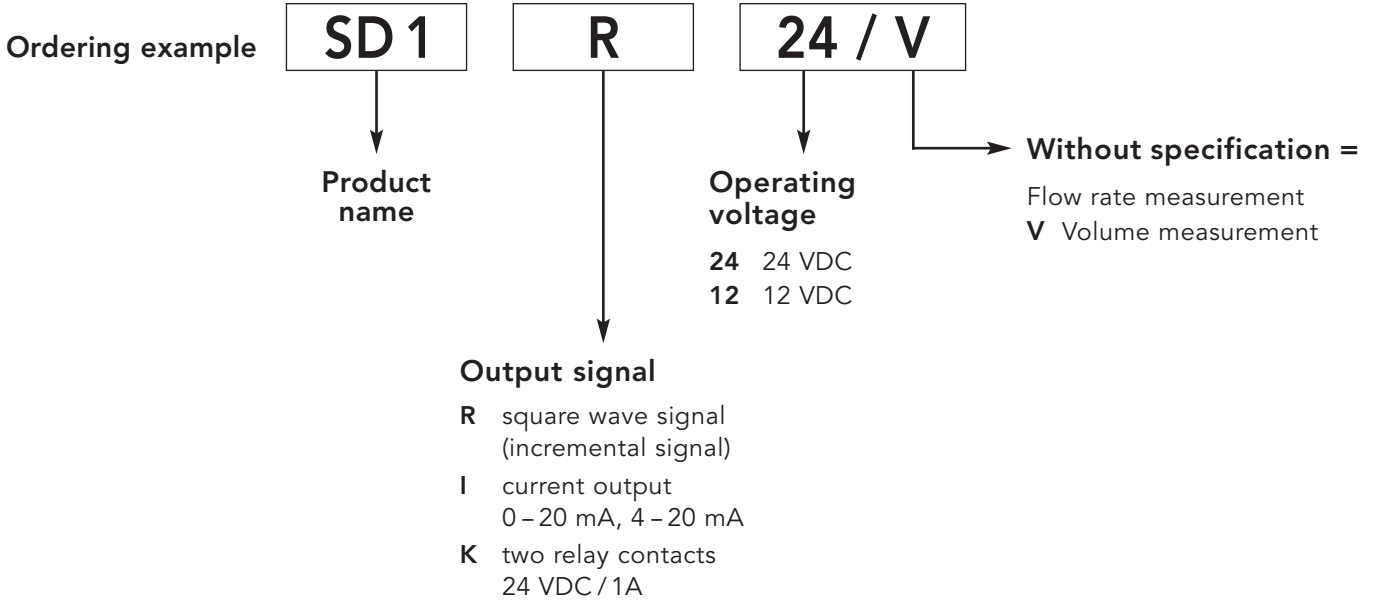 Ordering example SD 1 R 24 / V
Product
name
Operating
voltage
24 24 VDC
12 12 VDC
Without specification =
Flow rate measurement
V Volume measurement
Output signal
R square wave signal
(incremental signal)
I current output
0 – 20 mA, 4 – 20 mA
K two relay contacts
24 VDC / 1A